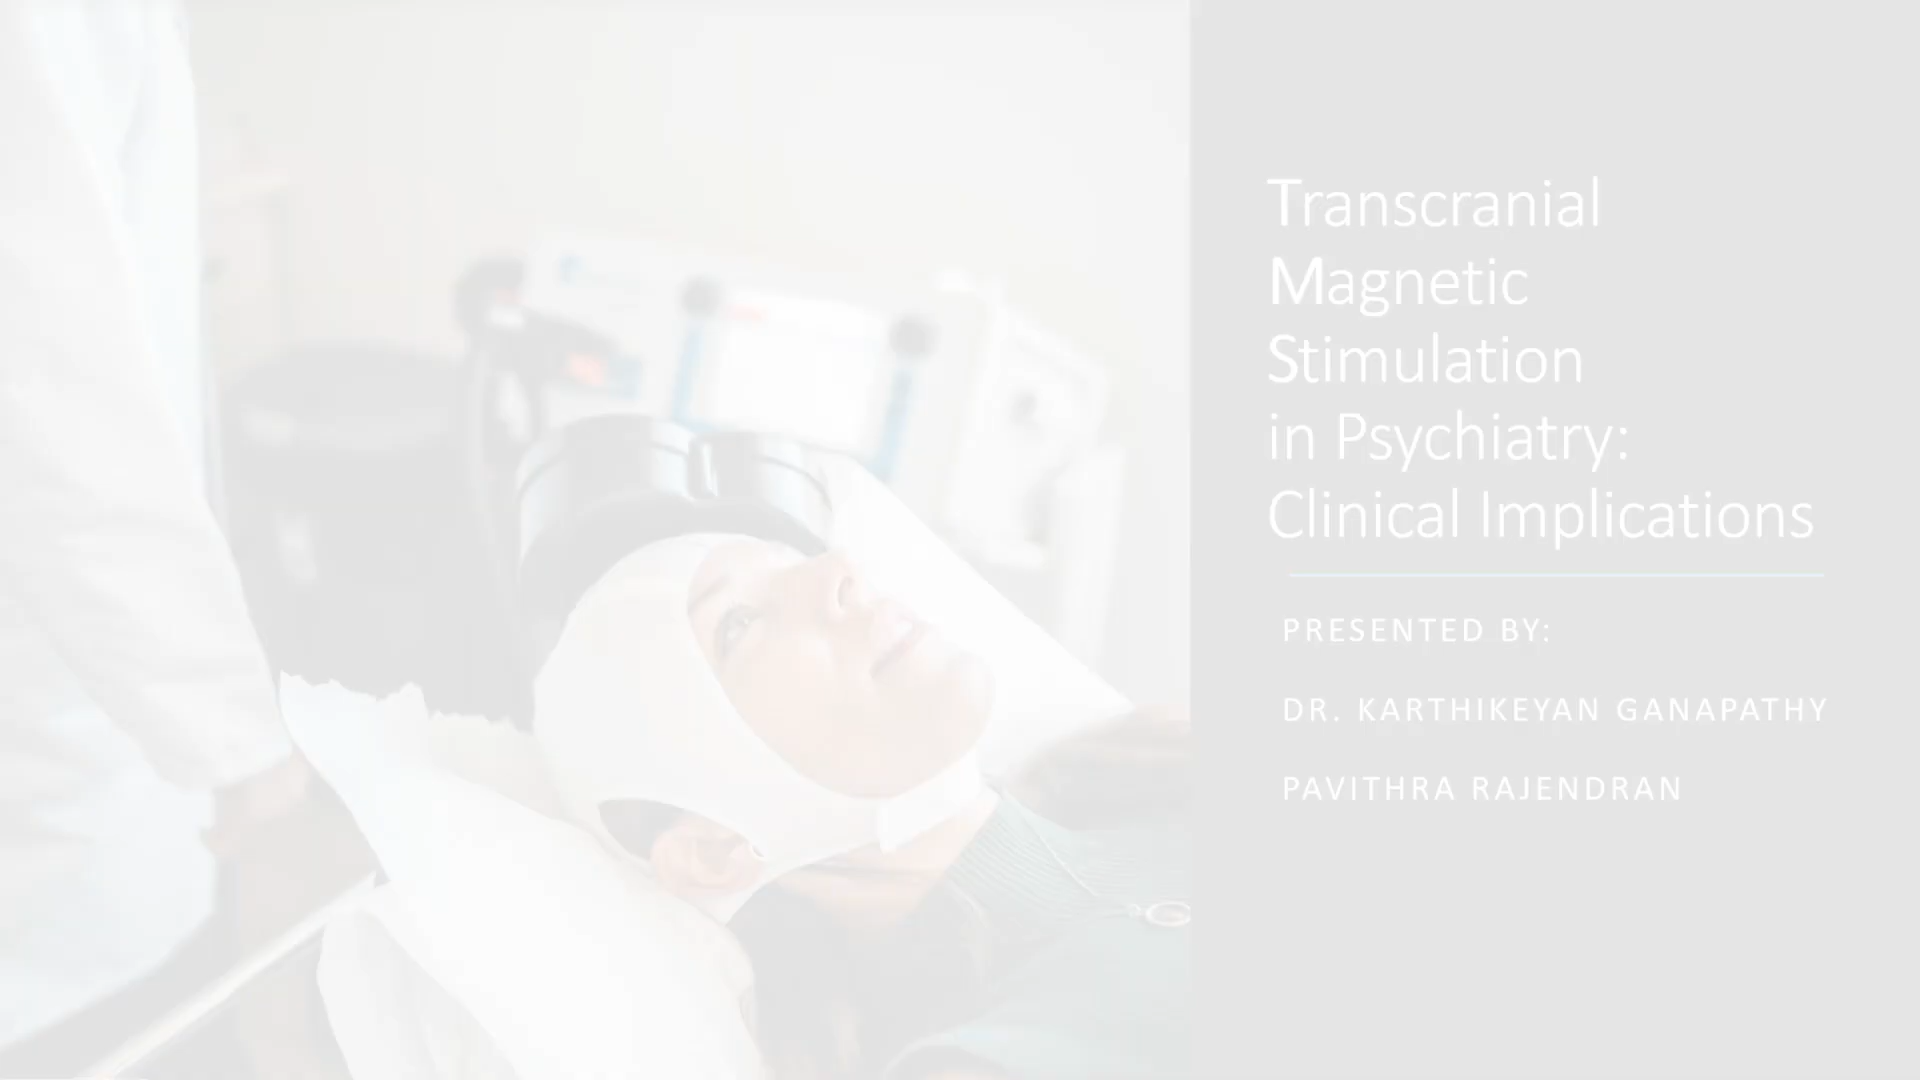 Transcranial
Magnetic
Stimulation
in Psychiatry:
Clinical Implications
PRESENTED BY:
DR. KARTHIKEYAN GANAPATHY
PAVITHRA RAJENDRAN